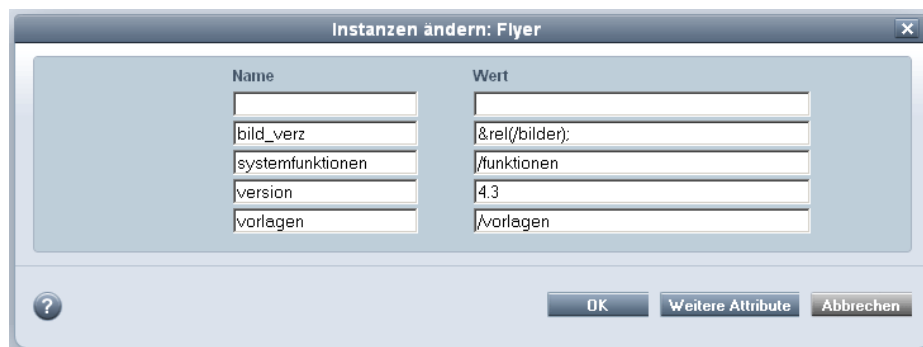 Instanzen ändern: Flyer
Name Wert
bild_verz &rel(/bilder);
systemfunktionen /funktionen
version 4.3
vorlagen /vorlagen
? OK Weitere Attribute Abbrechen